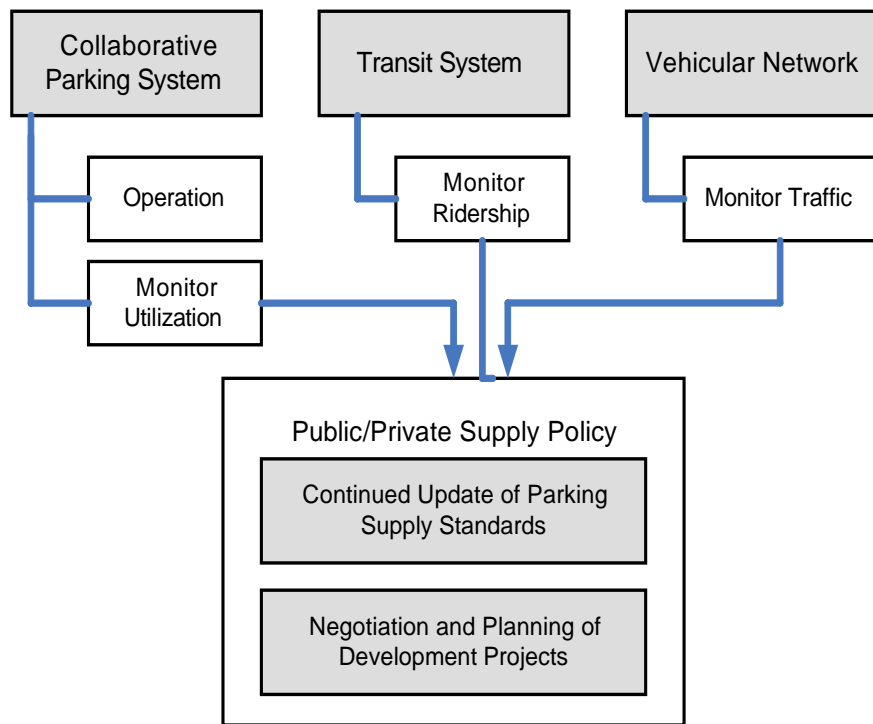 Collaborative
Parking System
Transit System
Vehicular Network
Operation
Monitor
Ridership
Monitor Traffic
Monitor
Utilization
Public/Private Supply Policy
Continued Update of Parking
Supply Standards
Negotiation and Planning of
Development Projects